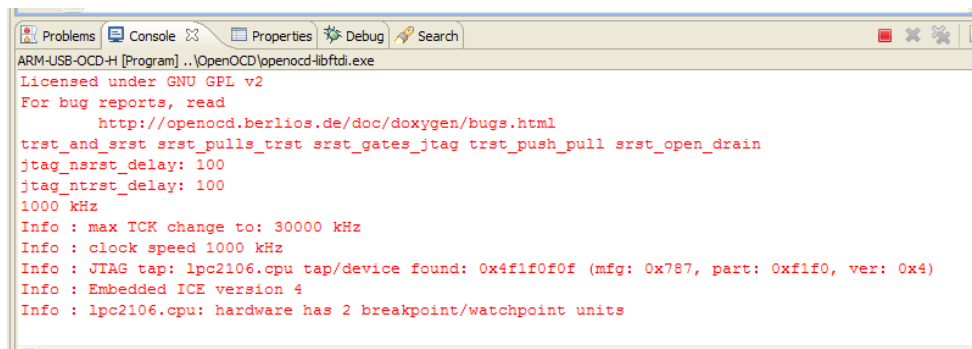 Problems Console Properties Debug Search
ARM-USB-OCD-H [Program] ..\OpenOCD\openocd-libftdi.exe
Licensed under GNU GPL v2
For bug reports, read
http://openocd.berlios.de/doc/doxygen/bugs.html
trst_and_srst srst_pulls_trst srst_gates_jtag trst_push_pull srst_open_drain
jtag_nsrst_delay: 100
jtag_ntrst_delay: 100
1000 kHz
Info : max TCK change to: 30000 kHz
Info : clock speed 1000 kHz
Info : JTAG tap: lpc2106.cpu tap/device found: 0x4f1f0f0f (mfg: 0x787, part: 0xf1f0, ver: 0x4)
Info : Embedded ICE version 4
Info : lpc2106.cpu: hardware has 2 breakpoint/watchpoint units